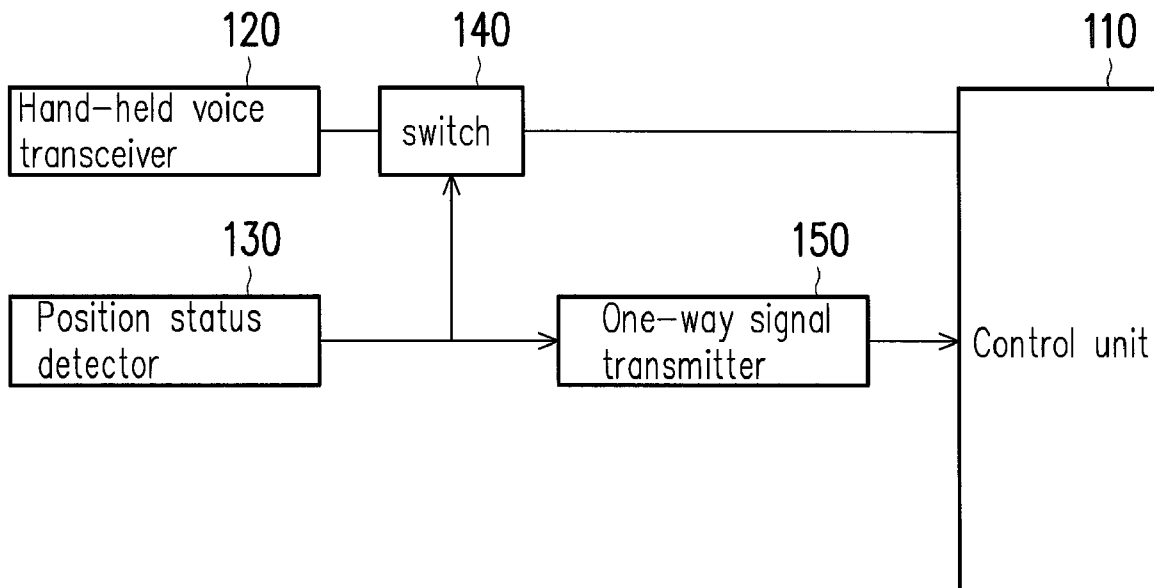 120
140
110
Hand-held voice
transceiver
switch
130
150
Position status
detector
One-way signal
transmitter
Control unit